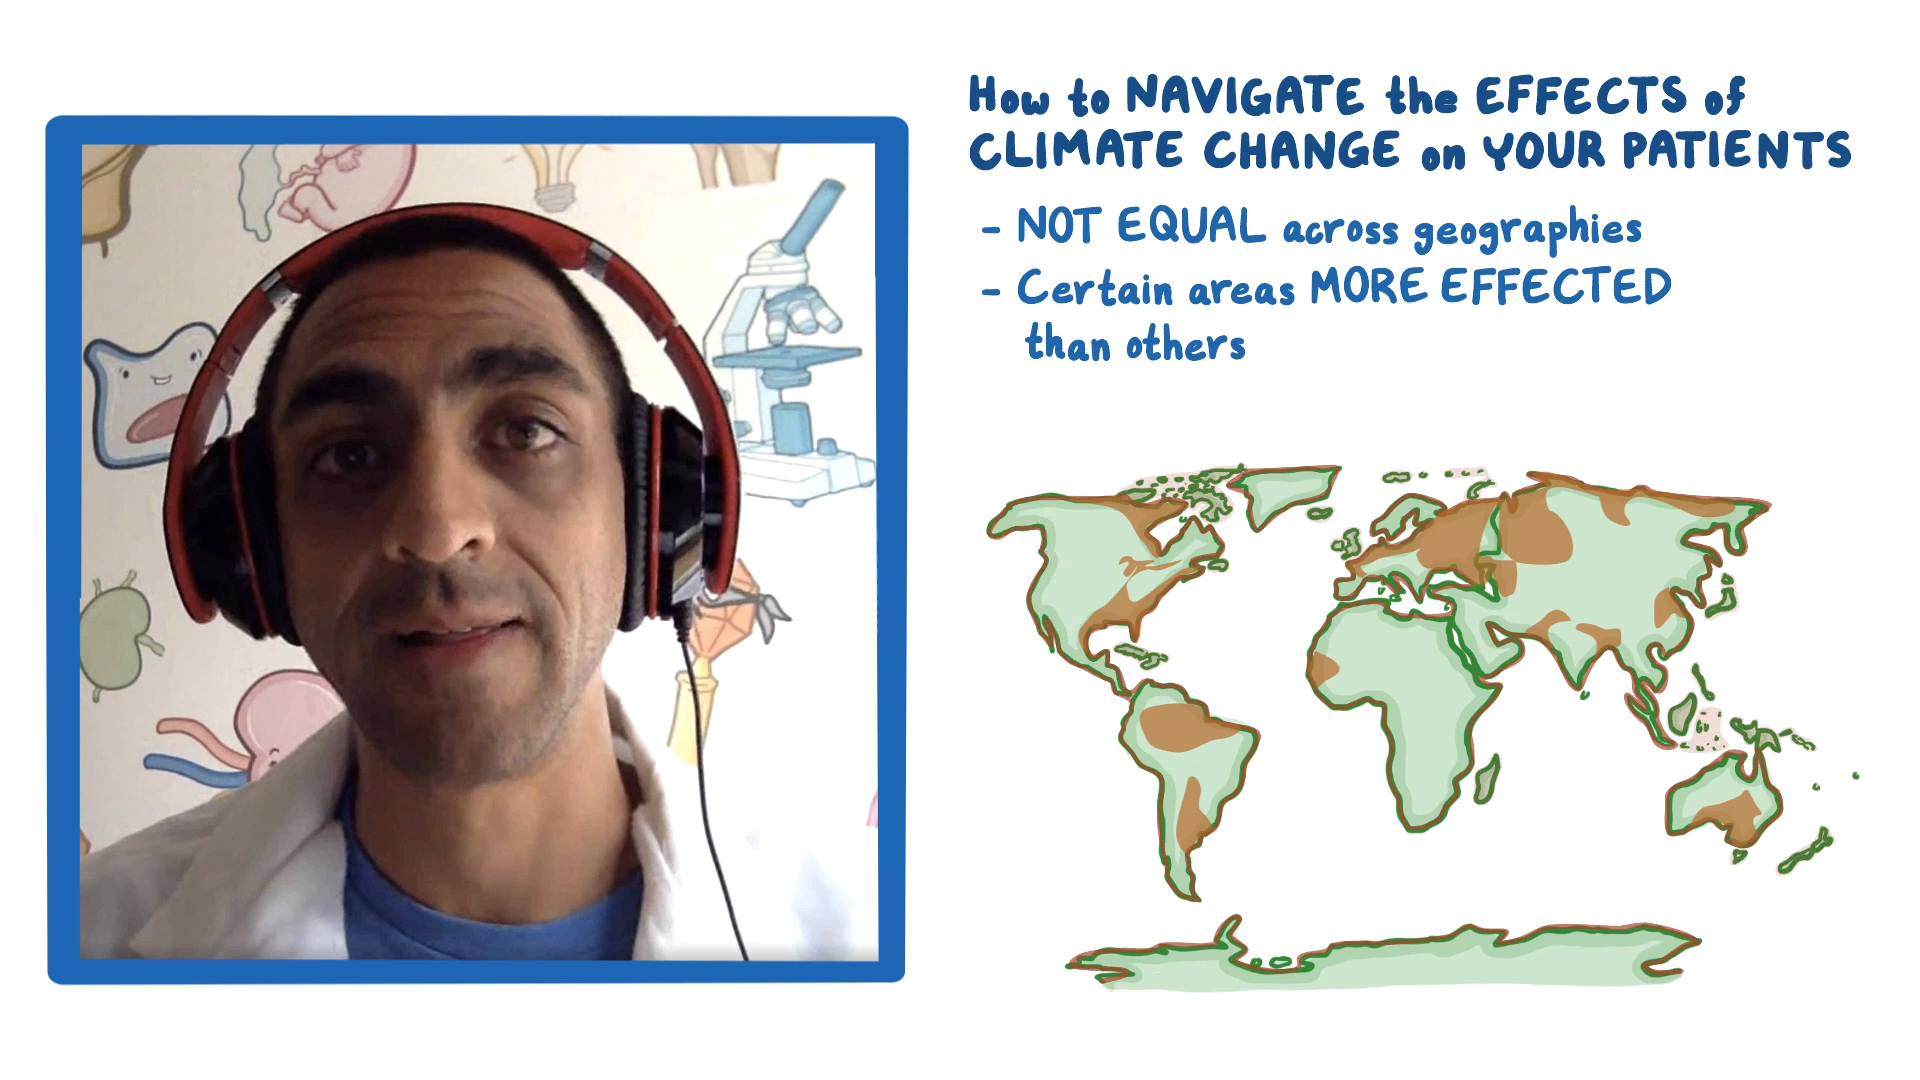 How to NAVIGATE the EFFECTS of
CLIMATE CHANGE on YOUR PATIENTS
- NOT EQUAL across geographies
- Certain areas MORE EFFECTED
than others